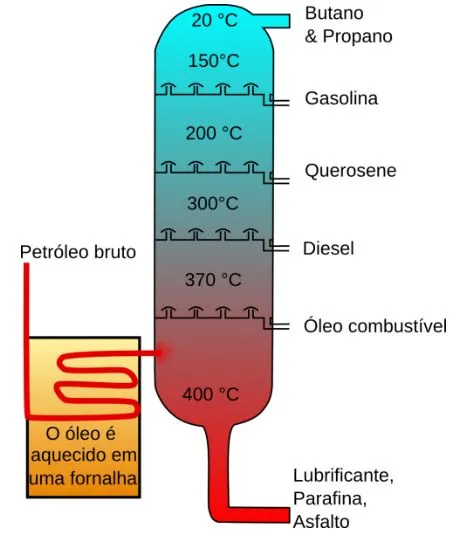 20 °C
Butano
& Propano
150°C
Gasolina
200 °C
Querosene
300°C
Petróleo bruto
Diesel
370 °C
Óleo combustível
400 °C
O óleo é
aquecido em
uma fornalha
Lubrificante,
Parafina,
Asfalto